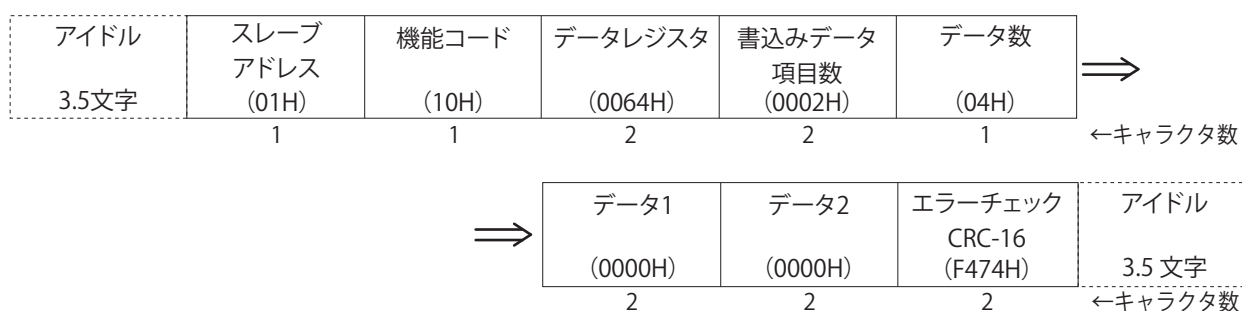 アイドル スレーブ 機能コード データレジスタ 書込みデータ データ数
アドレス 項目数
3.5文字 (01H) (10H) (0064H) (0002H) (04H)
1 1 2 2 1 ←キャラクタ数
データ1 データ2 エラーチェック アイドル
CRC-16
(0000H) (0000H) (F474H) 3.5 文字
2 2 2 ←キャラクタ数